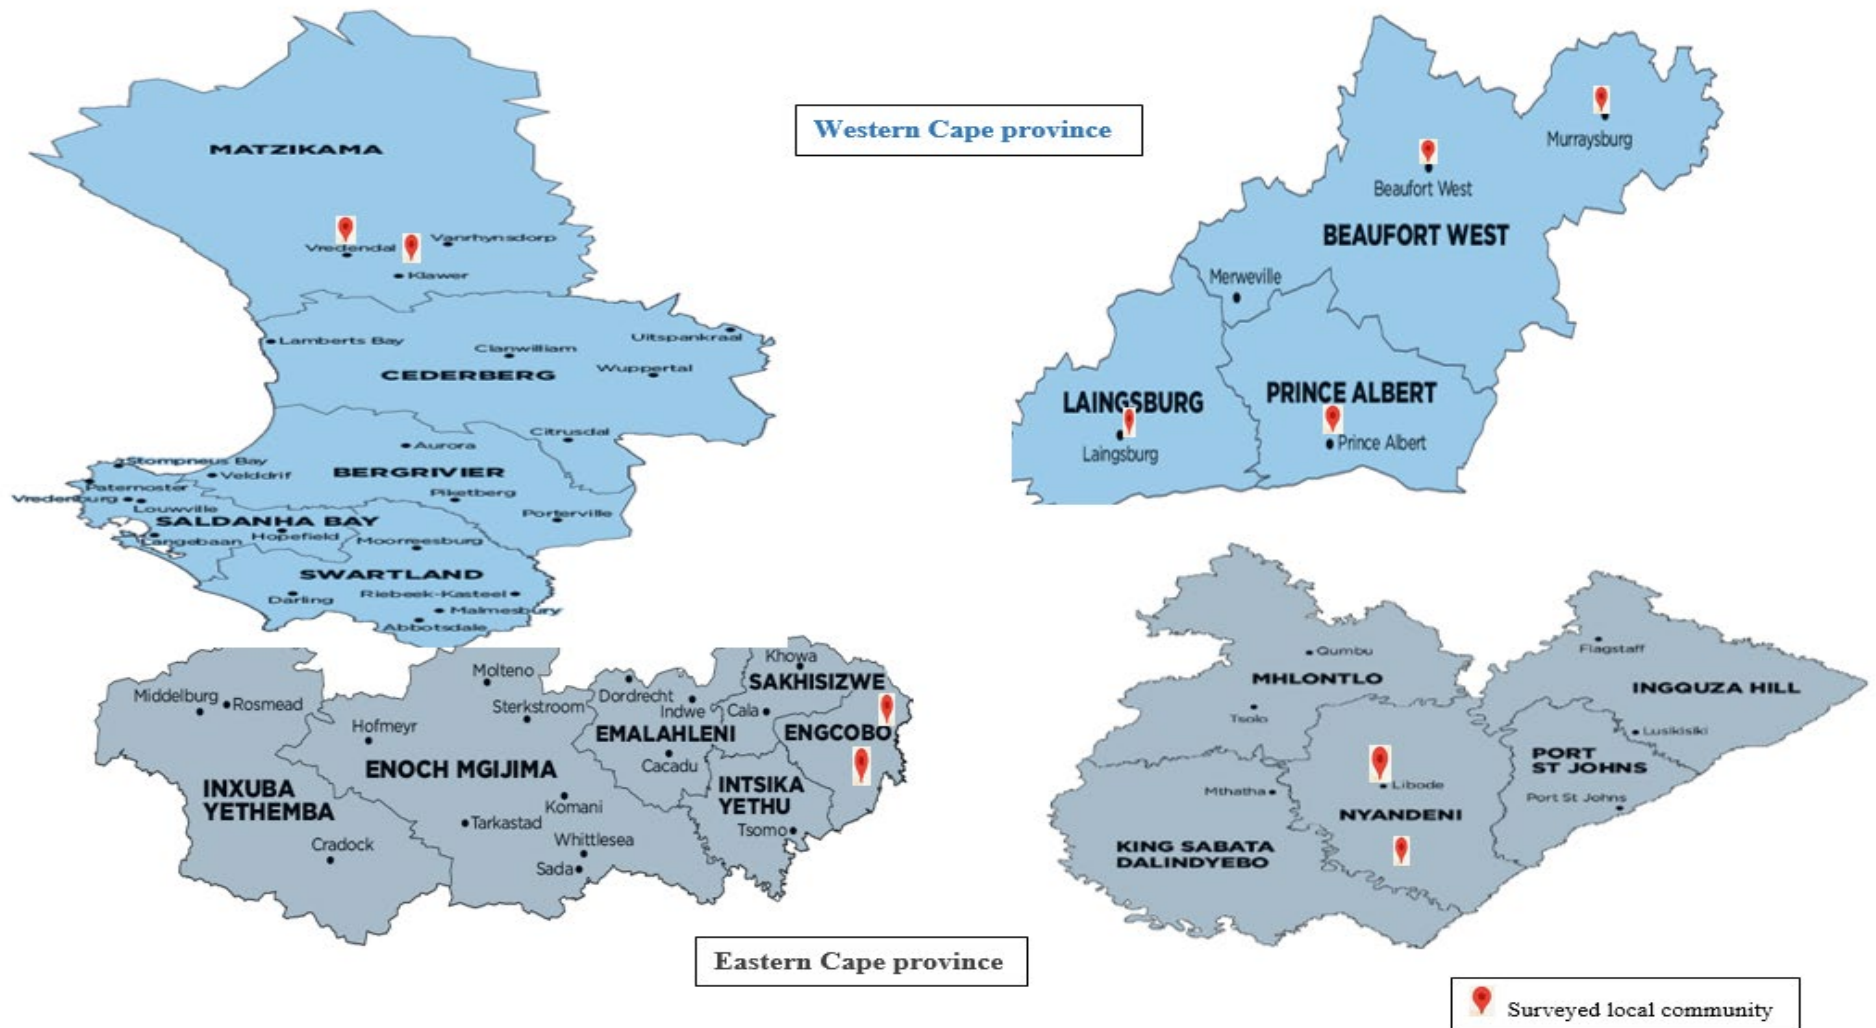 MATZIKAMA
Vredendal
Vanrhynsdorp
Klawer
Lamberts Bay
Clanwilliam
Uitspankraal
CEDERBERG
Wuppertal
Citrusdal
Aurora
BERGRIVIER
Stompneus Bay
Velddrif
Paternoster
Vredenburg
Louwville
Piketberg
Porterville
SALDANHA BAY
Langebaan
Hopefield
Moorreesburg
SWARTLAND
Darling
Riebeek-Kasteel
Malmesbury
Abbotsdale
Western Cape province
Murraysburg
Beaufort West
BEAUFORT WEST
Merweville
LAINGSBURG
Laingsburg
PRINCE ALBERT
Prince Albert
Middelburg
Rosmead
Molteno
Hofmeyr
Sterkstroom
Dordrecht
Indwe
Khowa
SAKHISIZWE
Cala
EMALAHLENI
ENGCOBO
Cacadu
ENOCH MGIJIMA
INXUBA
YETHEMBA
INTSIKA
YETHU
Komani
Tarkastad
Tsomo
Cradock
Whittlesea
Sada
Eastern Cape province
Qumbu
MHLONTLO
Tsolo
Flagstaff
INGQUZA HILL
Lusikisiki
PORT
ST JOHNS
Port St Johns
Mthatha
Libode
NYANDENI
KING SABATA
DALINDYEBO
Surveyed local community